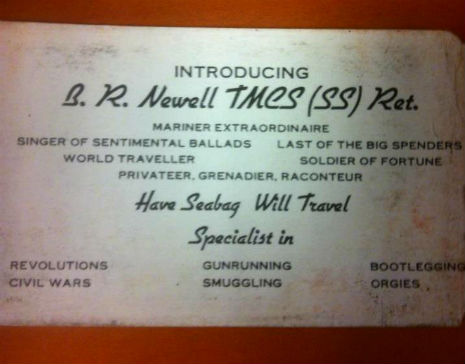 INTRODUCING
B. R. Newell TMCS (SS) Ret.
MARINER EXTRAORDINAIRE
SINGER OF SENTIMENTAL BALLADS LAST OF THE BIG SPENDERS
WORLD TRAVELLER SOLDIER OF FORTUNE
PRIVATEER, GRENADIER, RACONTEUR
Have Seabag Will Travel
Specialist in
REVOLUTIONS GUNRUNNING BOOTLEGGING
CIVIL WARS SMUGGLING ORGIES